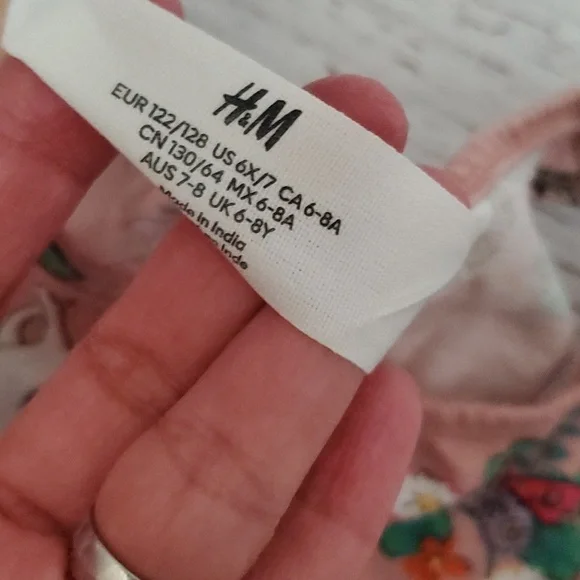 H&M
EUR 122/128 US 6X/7 CA 6-8A
CN 130/64 MX 6-8A
AUS 7-8 UK 6-8Y
Made in India
Inde